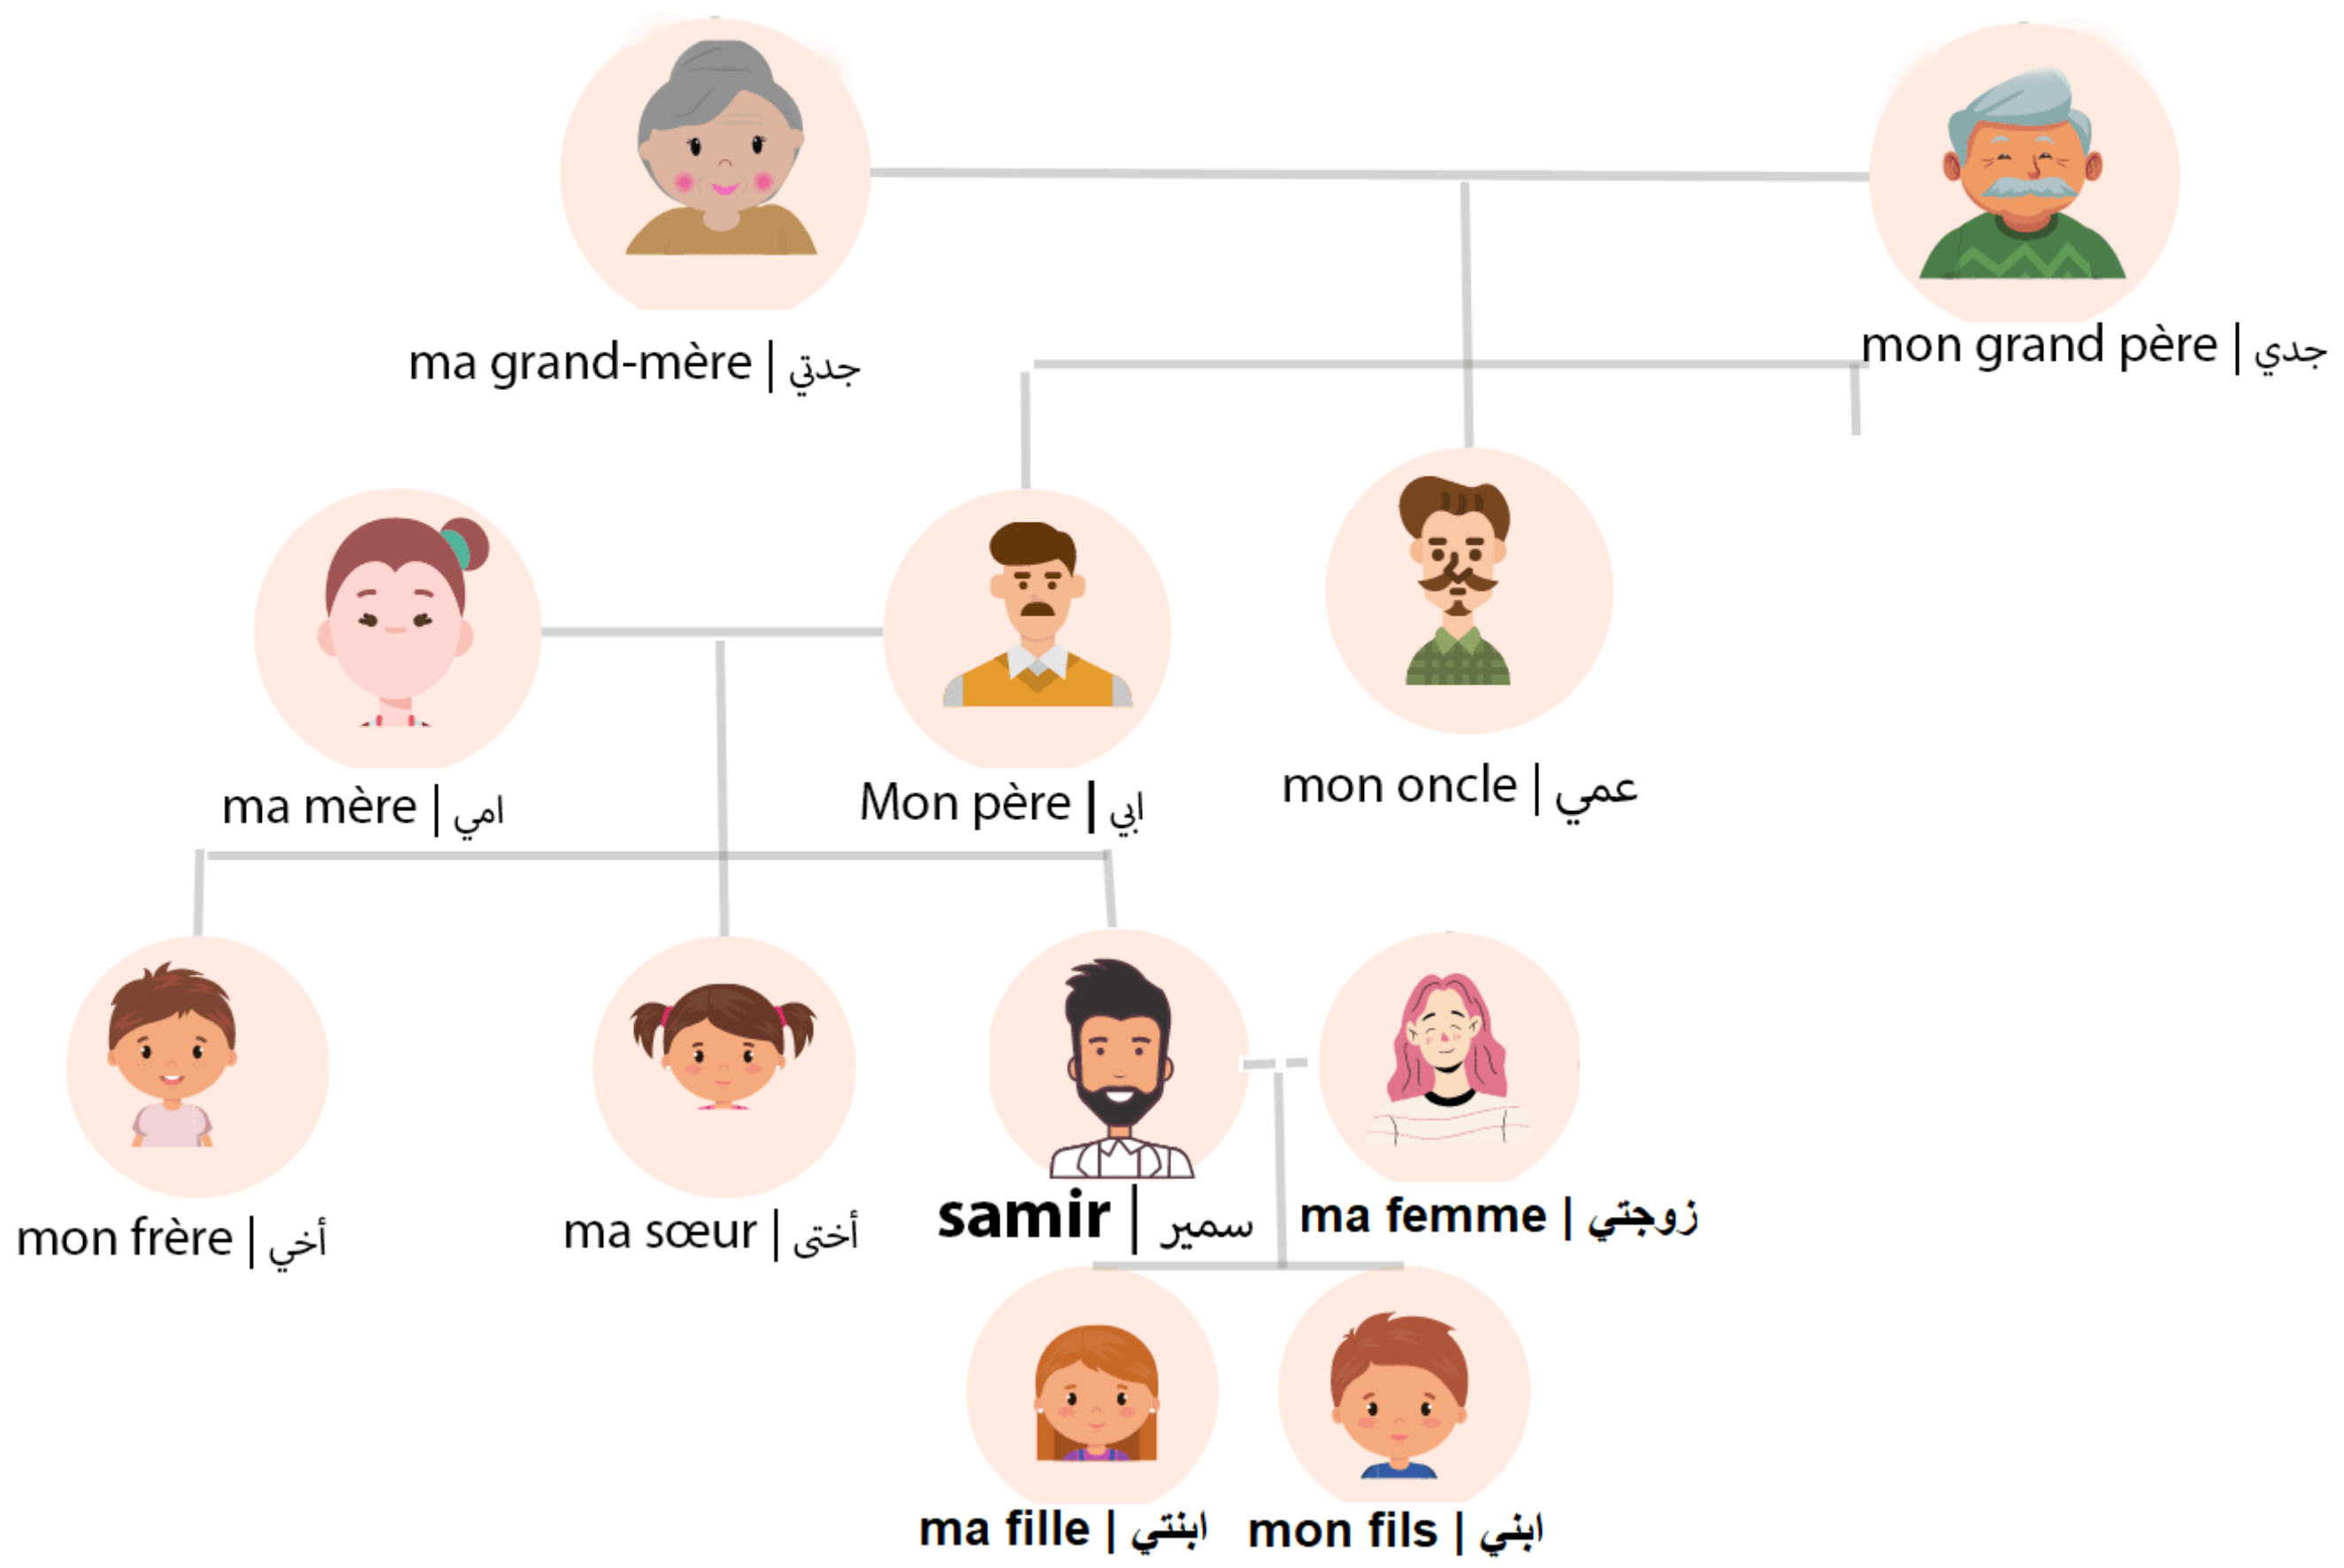 ma grand-mère | جدتي
mon grand père | جدي
ma mère | امي
Mon père | ابي
mon oncle | عمي
mon frère | أخي
ma sœur | أختى
samir | سمير
ma femme | زوجتي
ma fille | ابنتي
mon fils | ابني